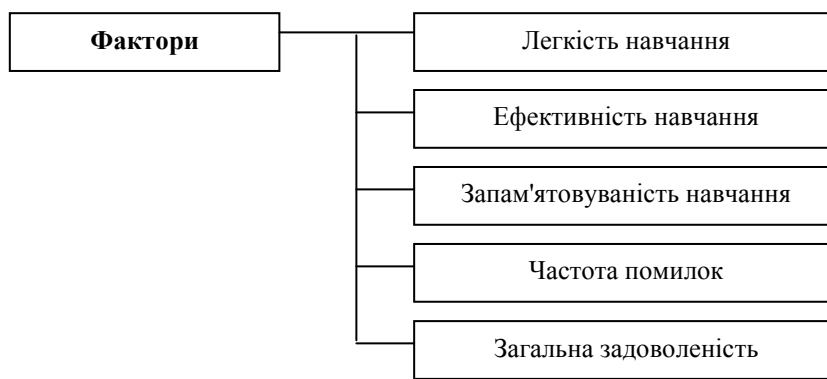 Фактори
Легкість навчання
Ефективність навчання
Запам'ятовуваність навчання
Частота помилок
Загальна задоволеність